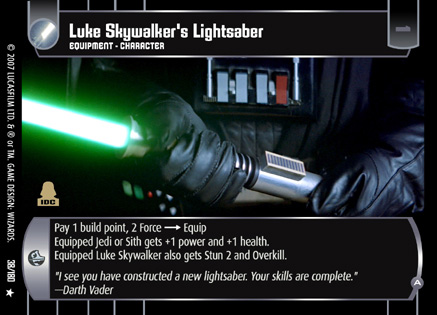 Luke Skywalker's Lightsaber
EQUIPMENT - CHARACTER
IDC
Pay 1 build point, 2 Force → Equip
Equipped Jedi or Sith gets +1 power and +1 health.
Equipped Luke Skywalker also gets Stun 2 and Overkill.
"I see you have constructed a new lightsaber. Your skills are complete."
—Darth Vader
A
© 2007 LUCASFILM LTD. & ® or TM. GAME DESIGN: WIZARDS.
38/180 ★